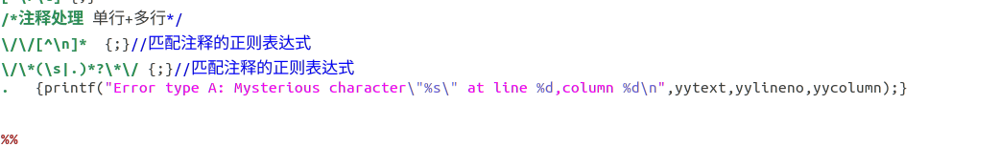 /*注释处理 单行+多行*/
\/\/[^\n]*  {;}//匹配注释的正则表达式
\/\*(\s|.)*?\*\/ {;}//匹配注释的正则表达式
.   {printf("Error type A: Mysterious character\"%s\" at line %d,column %d\n",yytext,yylineno,yycolumn);}
%%